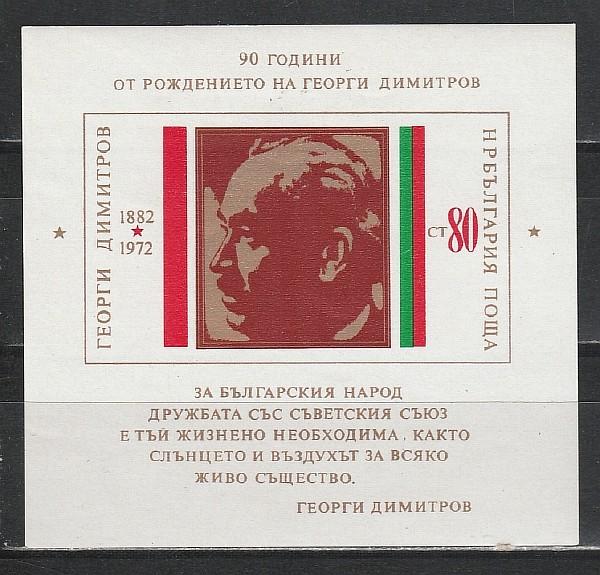 90 ГОДИНИ
ОТ РОЖДЕНИЕТО НА ГЕОРГИ ДИМИТРОВ
ГЕОРГИ ДИМИТРОВ
1882
1972
СТ 80
НР БЪЛГАРИЯ ПОЩА
ЗА БЪЛГАРСКИЯ НАРОД
ДРУЖБАТА СЪС СЪВЕТСКИЯ СЪЮЗ
Е ТЪЙ ЖИЗНЕНО НЕОБХОДИМА, КАКТО
СЛЪНЦЕТО И ВЪЗДУХЪТ ЗА ВСЯКО
ЖИВО СЪЩЕСТВО.
ГЕОРГИ ДИМИТРОВ